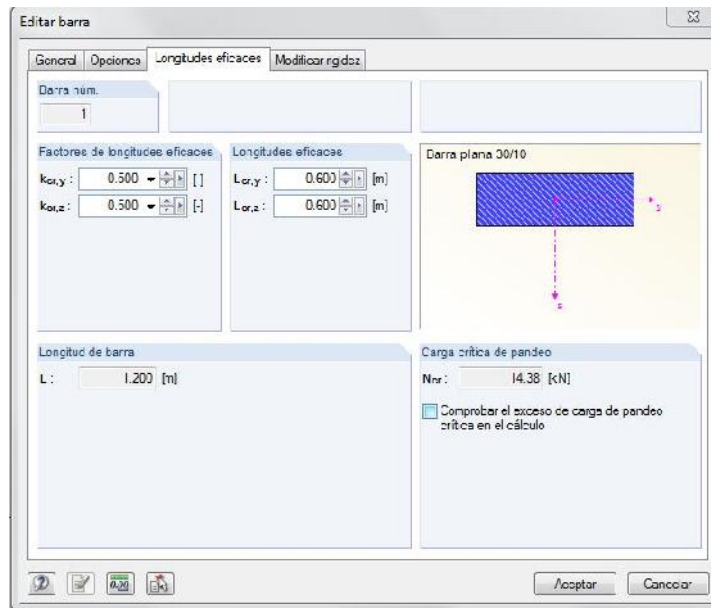 Editar barra
General Opciones Longitudes eficaces Modificar rigidez
Barra núm.
1
Factores de longitudes eficaces
kcr,y : 0.500 [-]
kcr,z : 0.500 [-]
Longitudes eficaces
Lcr,y : 0.600 [m]
Lcr,z : 0.600 [m]
Barra plana 30/10
Longitud de barra
L : 1.200 [m]
Carga crítica de pandeo
Ncr : 14.38 [kN]
Comprobar el exceso de carga de pandeo
crítica en el cálculo
0.00
Aceptar Cancelar